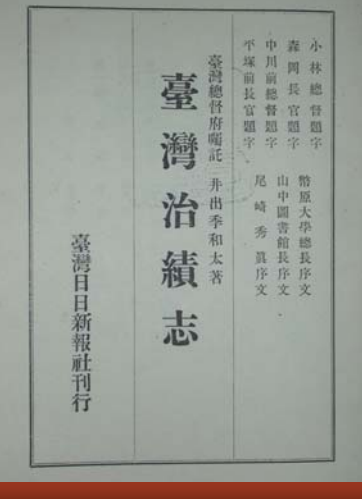 小林總督題字
森岡長官題字
中川前總督題字
平塚前長官題字
幣原大學總長序文
山中圖書館長序文
尾崎秀眞序文
臺灣總督府囑託 井出季和太著
臺灣治績志
臺灣日日新報社刊行